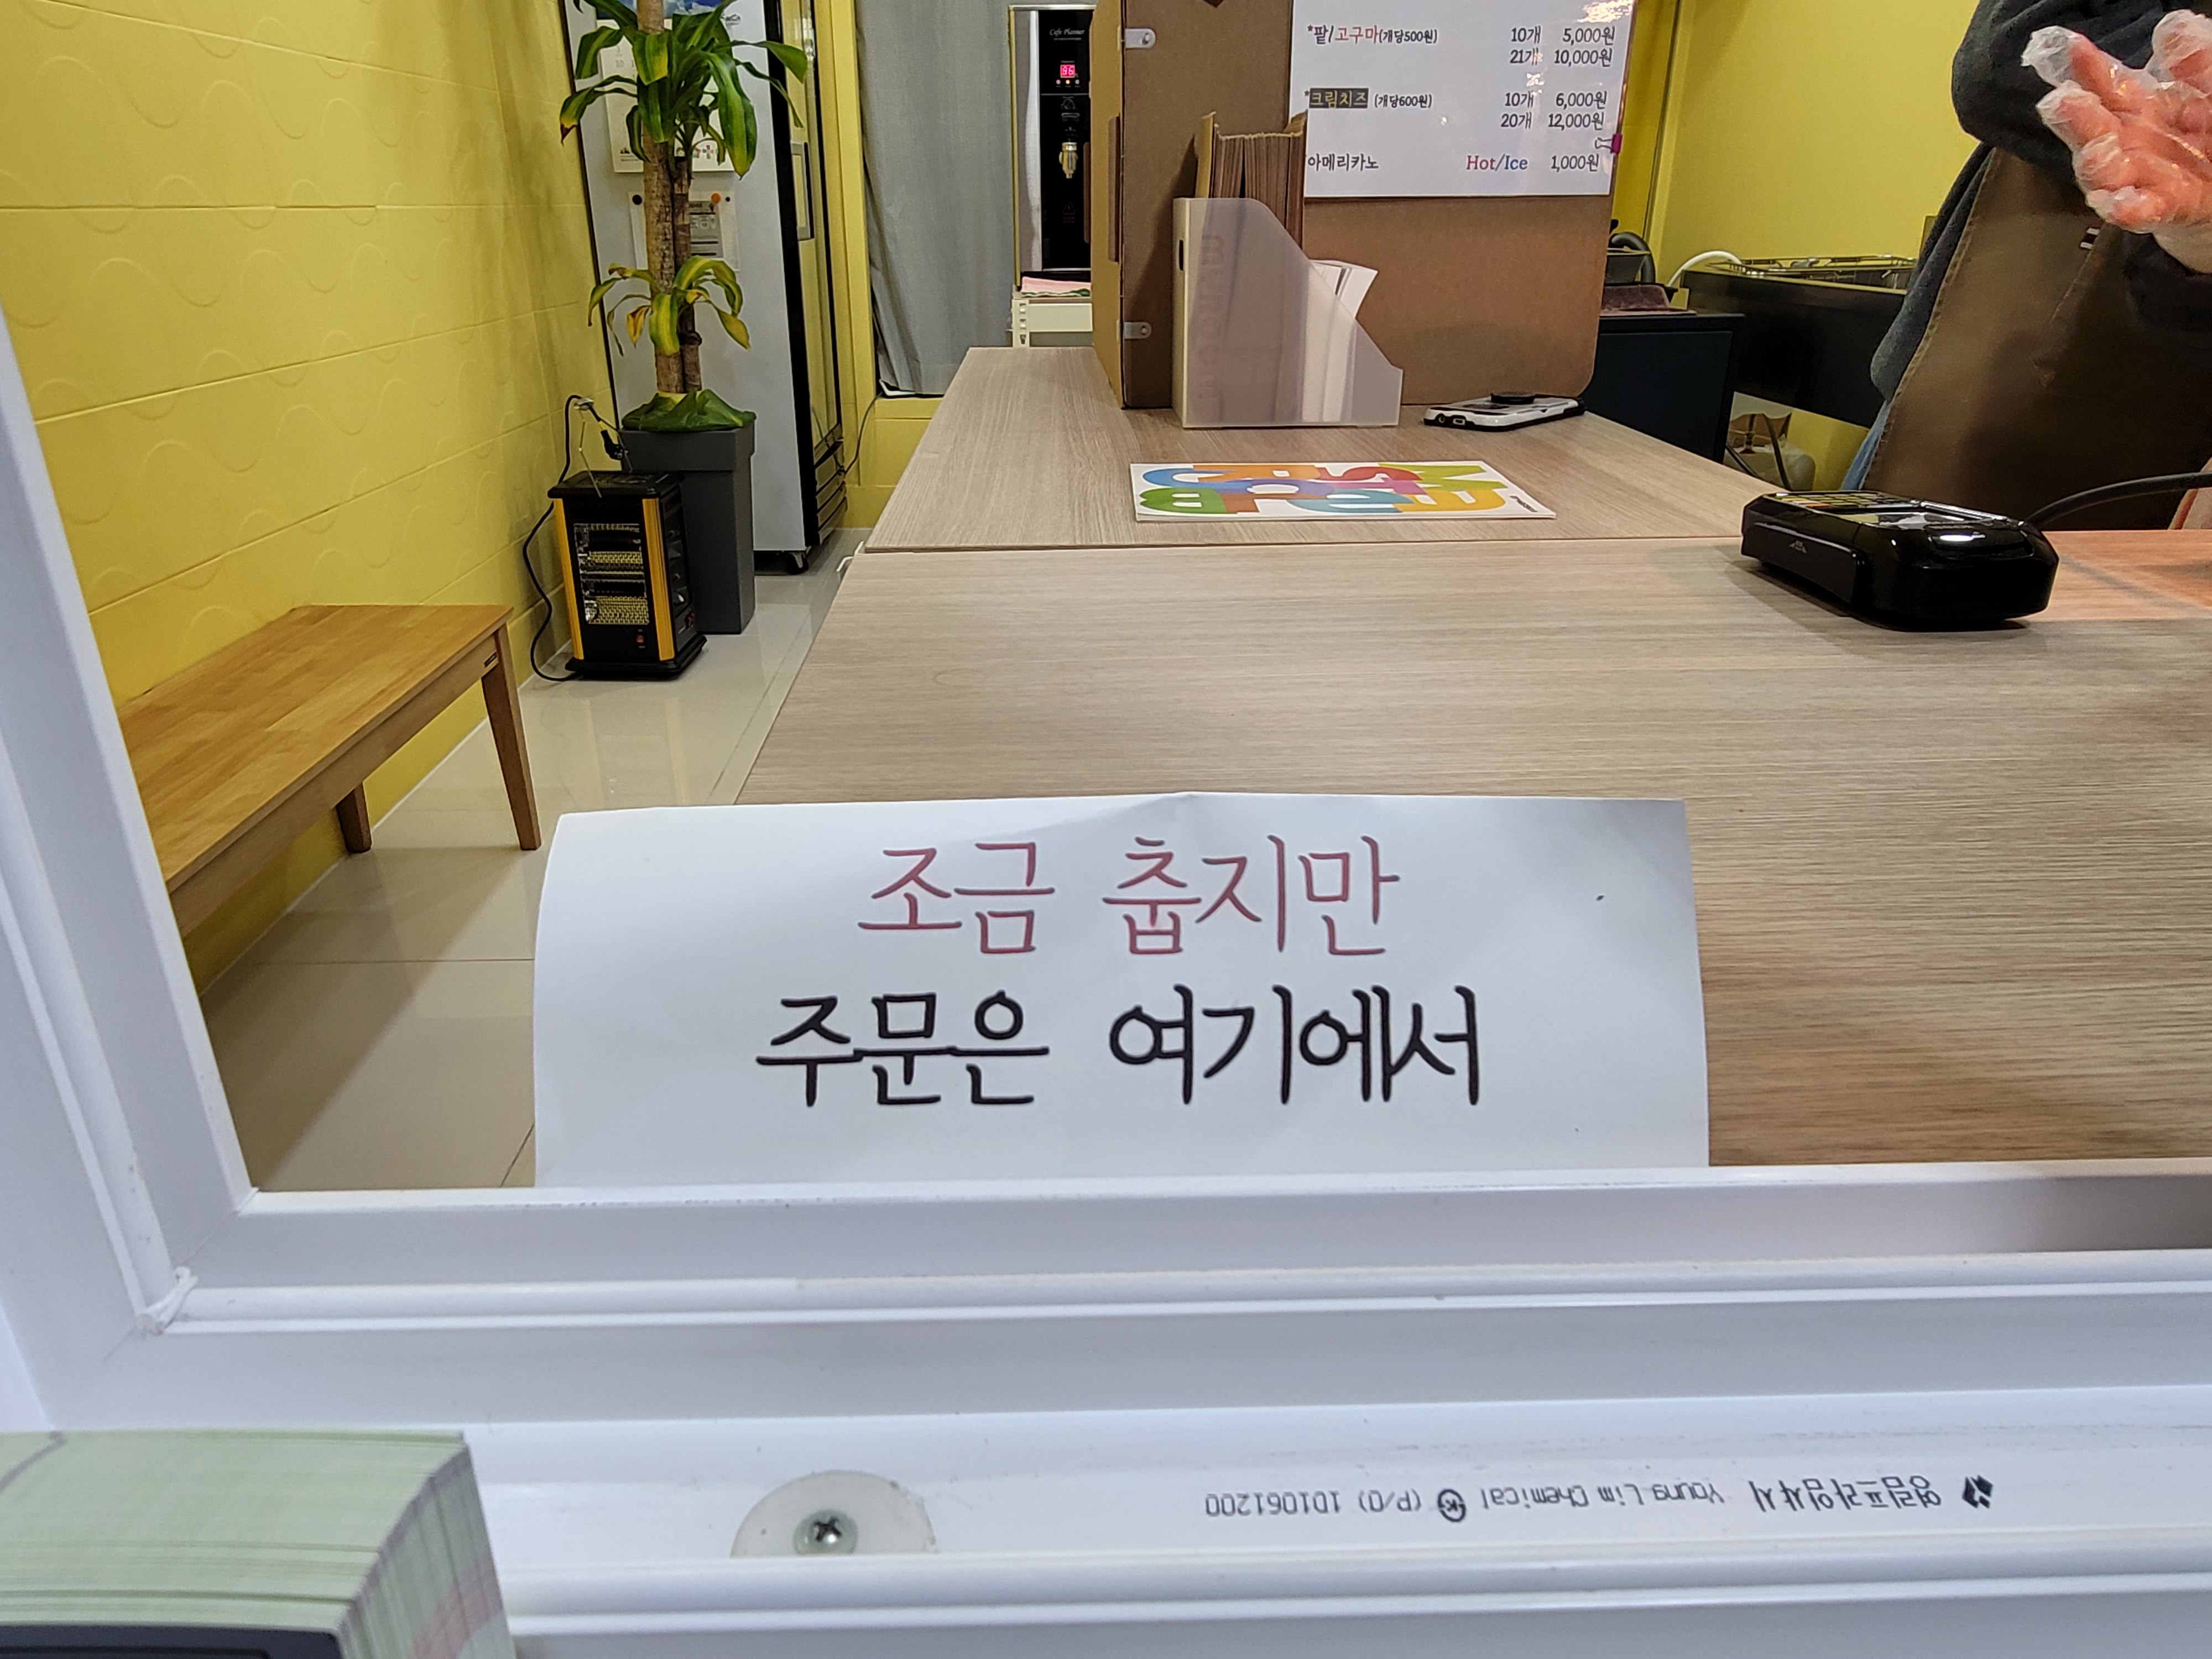 Cafe Planner
86
*팥/고구마(개당500원) 10개 5,000원
21개 10,000원
*크림치즈 (개당600원) 10개 6,000원
20개 12,000원
아메리카노 Hot/Ice 1,000원
조금 춥지만
주문은 여기에서
영림프라임샤시 Young Lim Chemical (P/O) 1D1061200